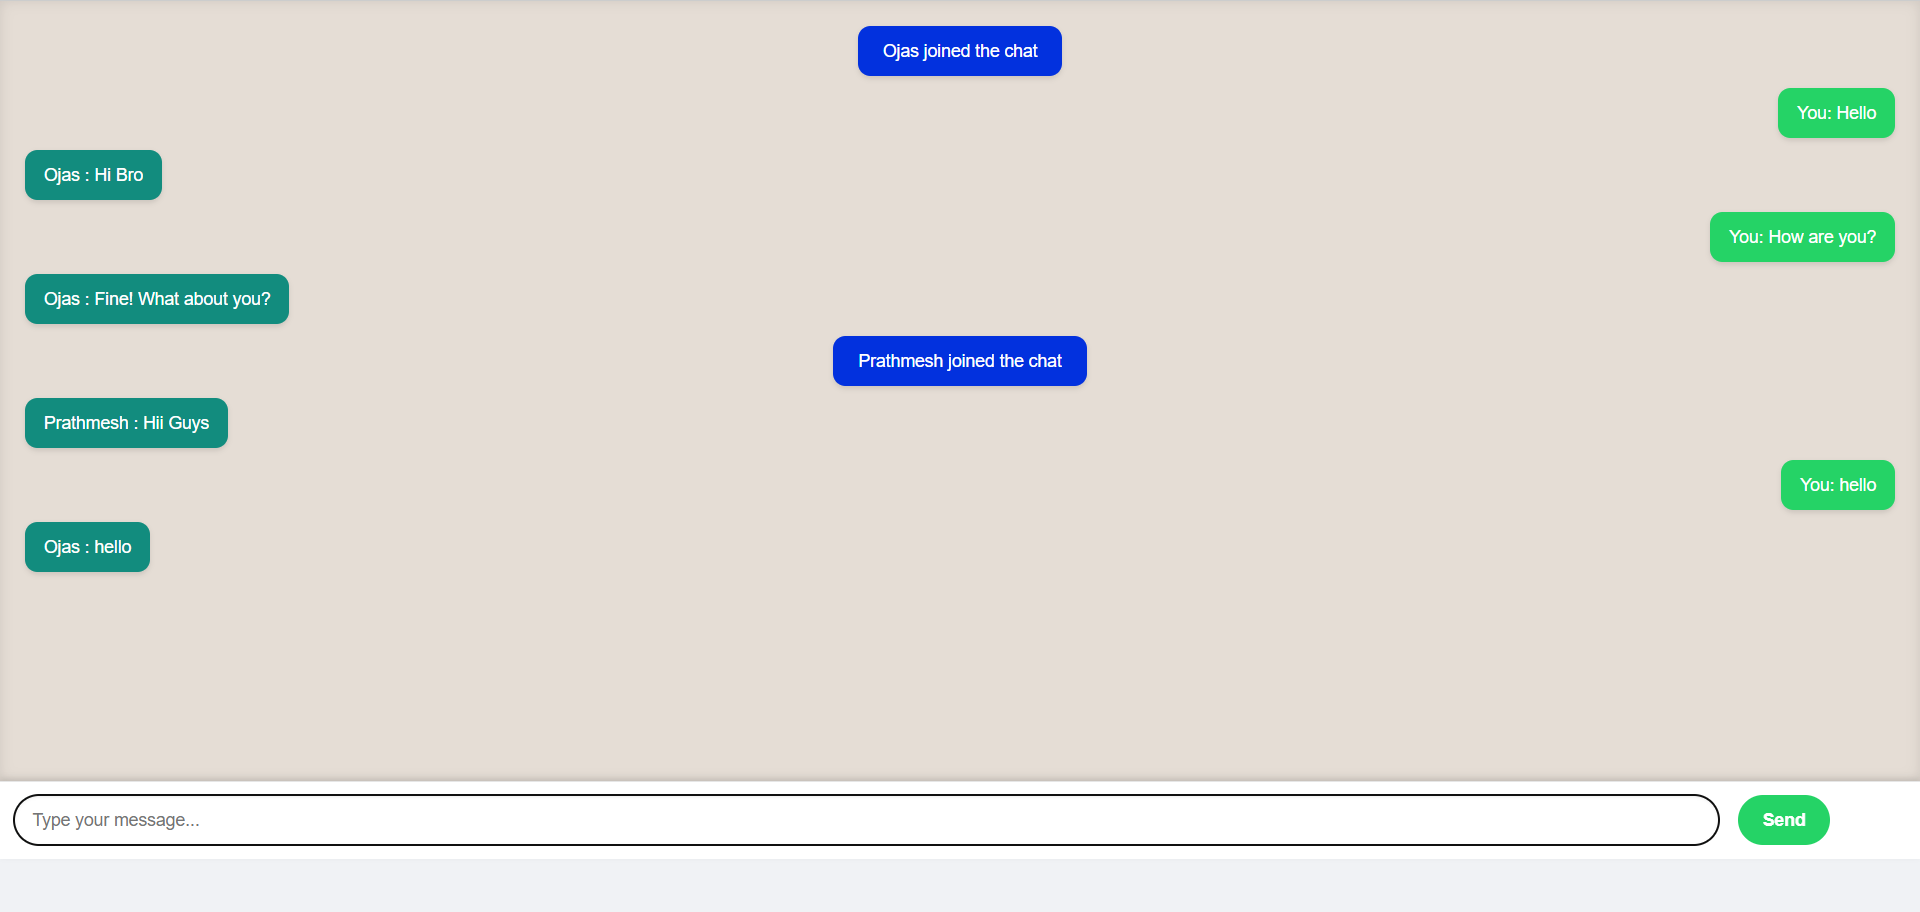 Ojas joined the chat
You: Hello
Ojas : Hi Bro
You: How are you?
Ojas : Fine! What about you?
Prathmesh joined the chat
Prathmesh : Hii Guys
You: hello
Ojas : hello
Type your message...
Send